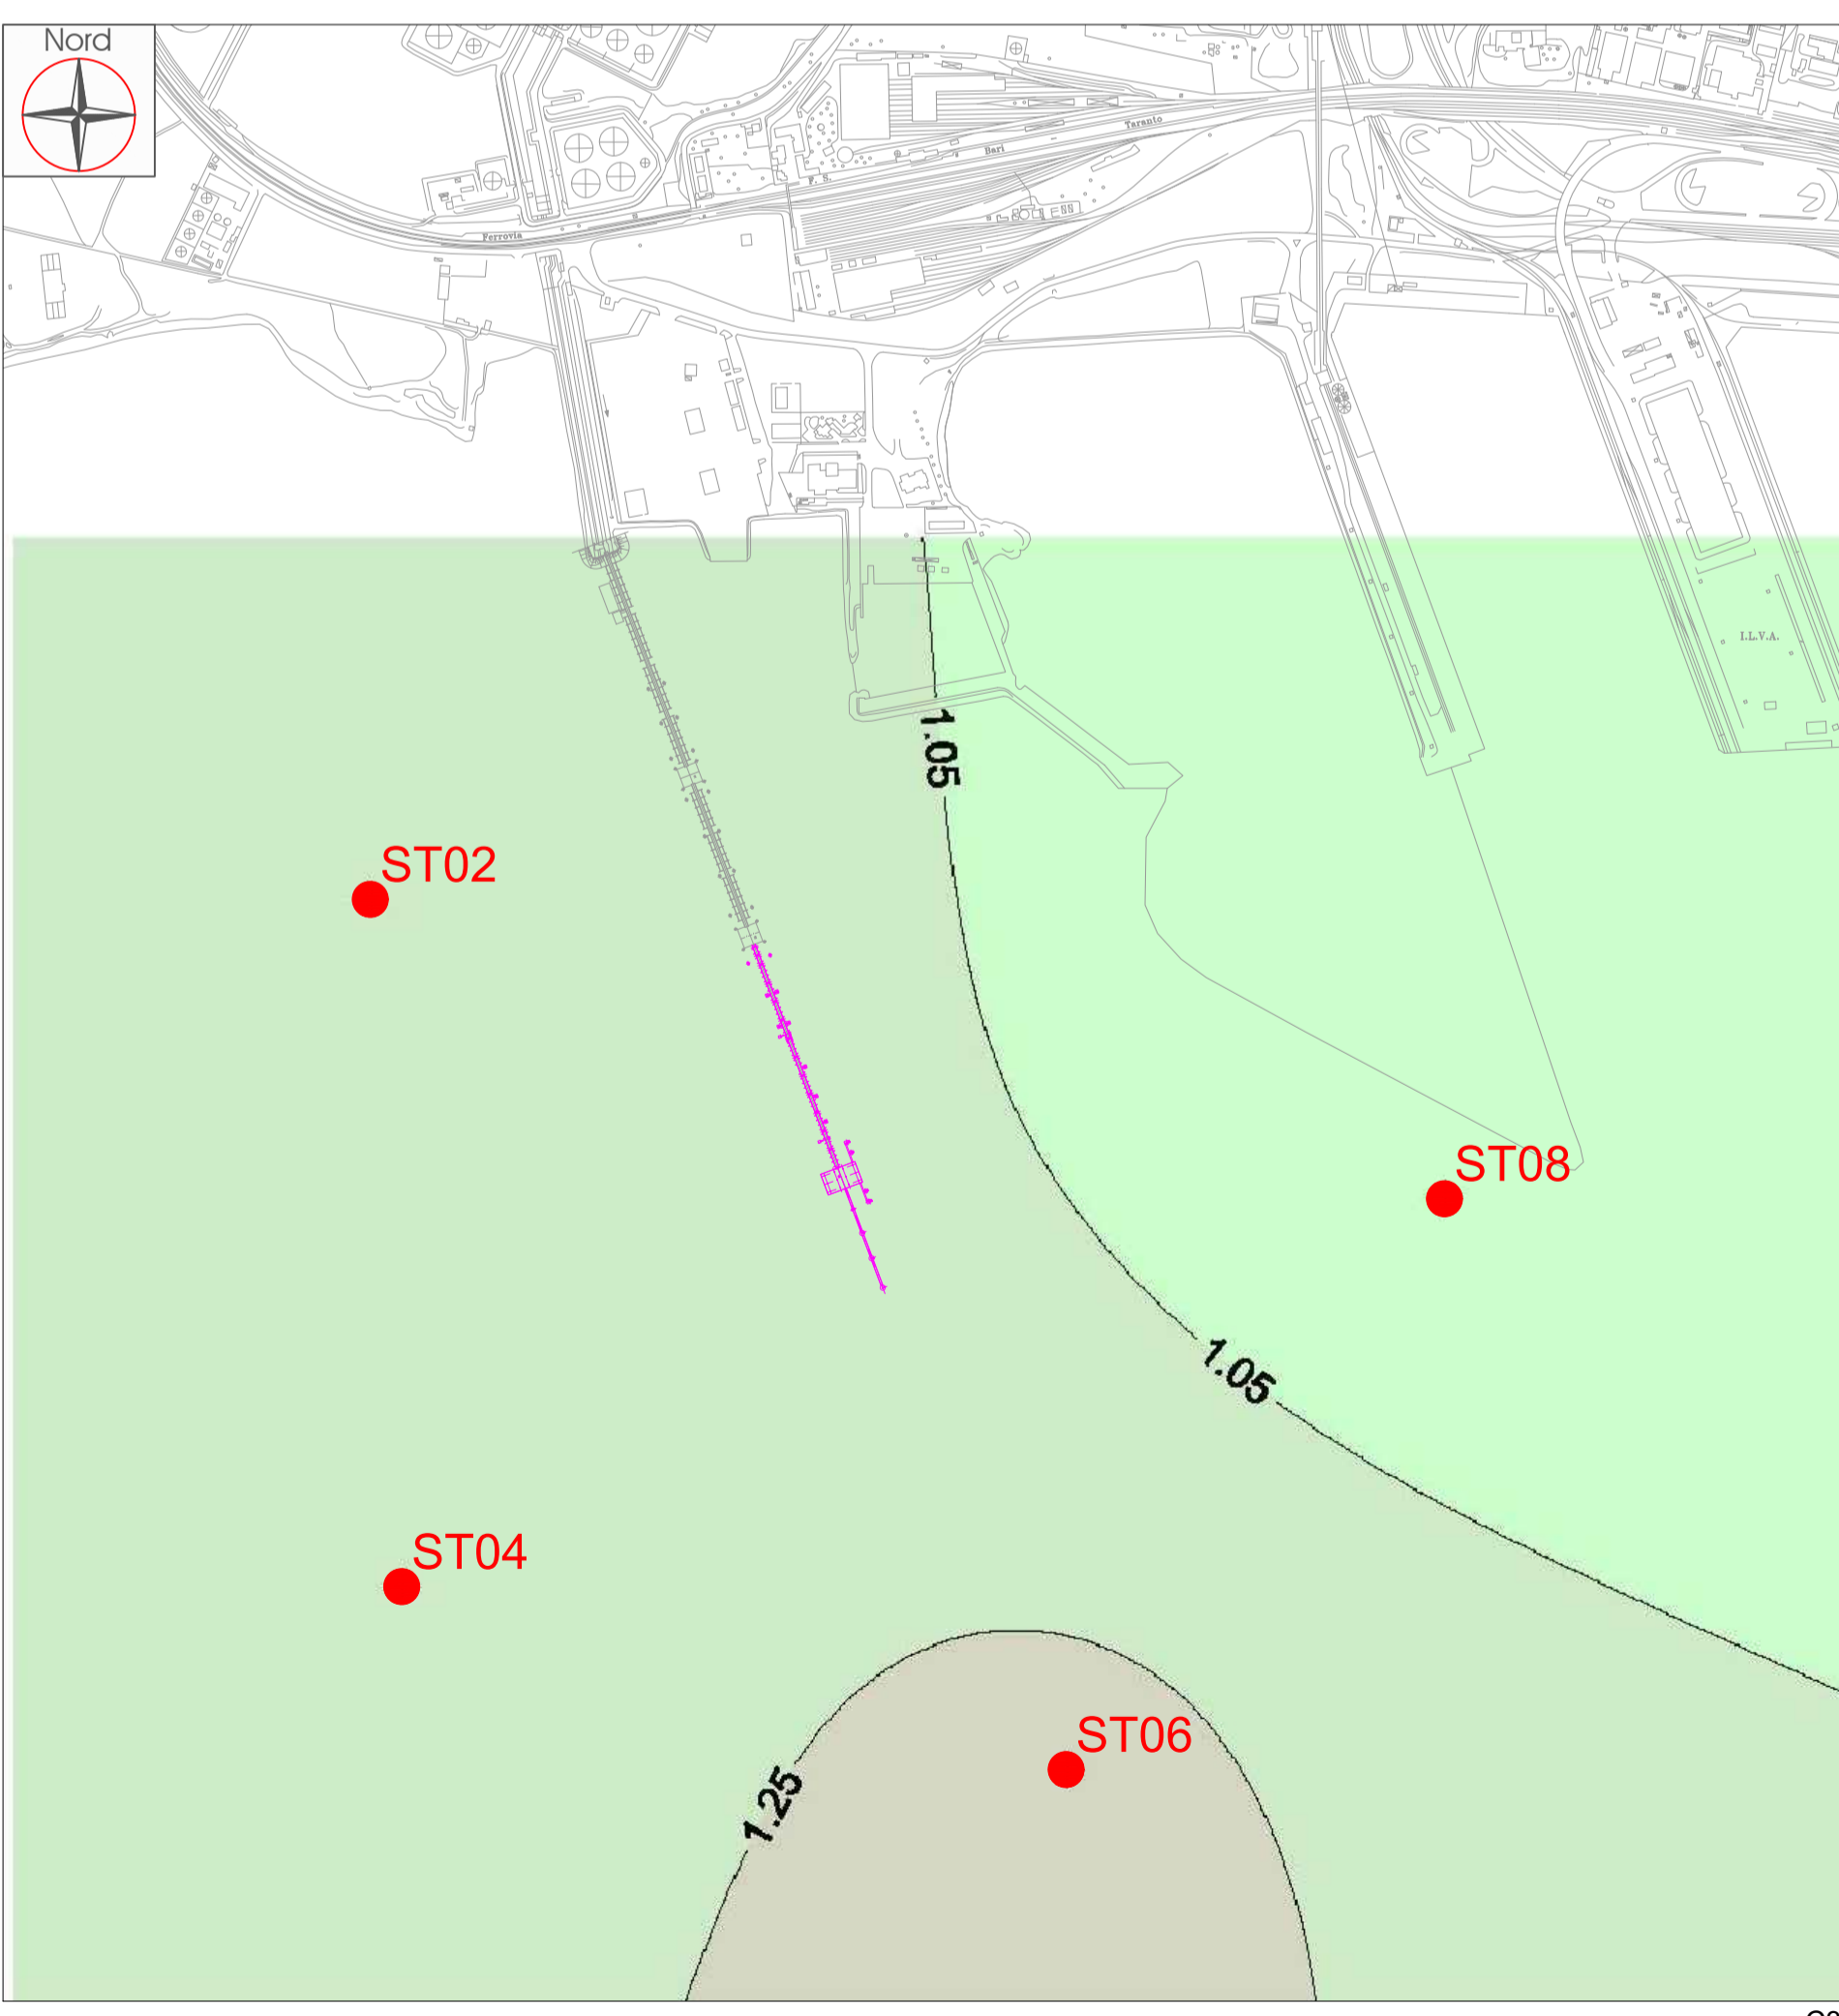 Nord
Taranto
Bari
F. S.
Ferrovia
I.L.V.A.
1.05
ST02
ST08
1.05
ST04
ST06
1.25